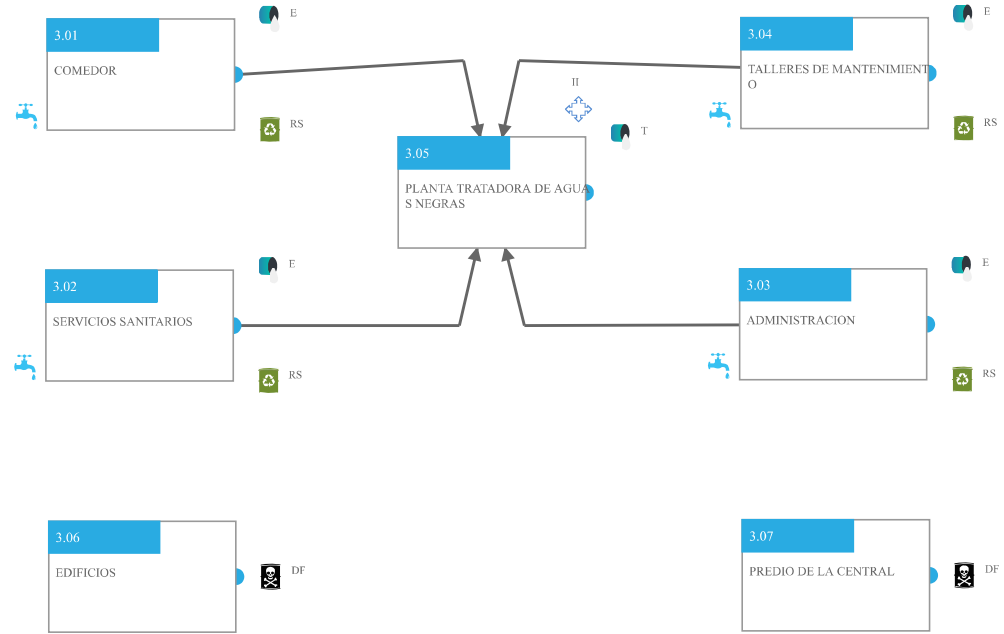 3.01
COMEDOR
E
RS
3.04
TALLERES DE MANTENIMIENT
O
E
RS
II
T
3.05
PLANTA TRATADORA DE AGUA
S NEGRAS
3.02
SERVICIOS SANITARIOS
E
RS
3.03
ADMINISTRACION
E
RS
3.06
EDIFICIOS
DF
3.07
PREDIO DE LA CENTRAL
DF